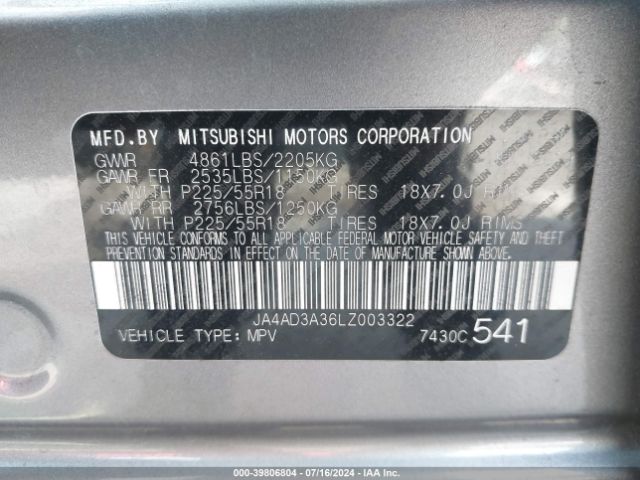 MFD.BY MITSUBISHI MOTORS CORPORATION
GVWR 4861LBS/2205KG
GAWR FR 2535LBS/1150KG
WITH P225/55R18 TIRES 18X7.0J RIMS
GAWR RR 2756LBS/1250KG
WITH P225/55R18 TIRES 18X7.0J RIMS
THIS VEHICLE CONFORMS TO ALL APPLICABLE FEDERAL MOTOR VEHICLE SAFETY AND THEFT
PREVENTION STANDARDS IN EFFECT ON THE DATE OF MANUFACTURE SHOWN ABOVE.
JA4AD3A36LZ003322
VEHICLE TYPE: MPV 7430C 541
000-39806804 - 07/16/2024 - IAA Inc.